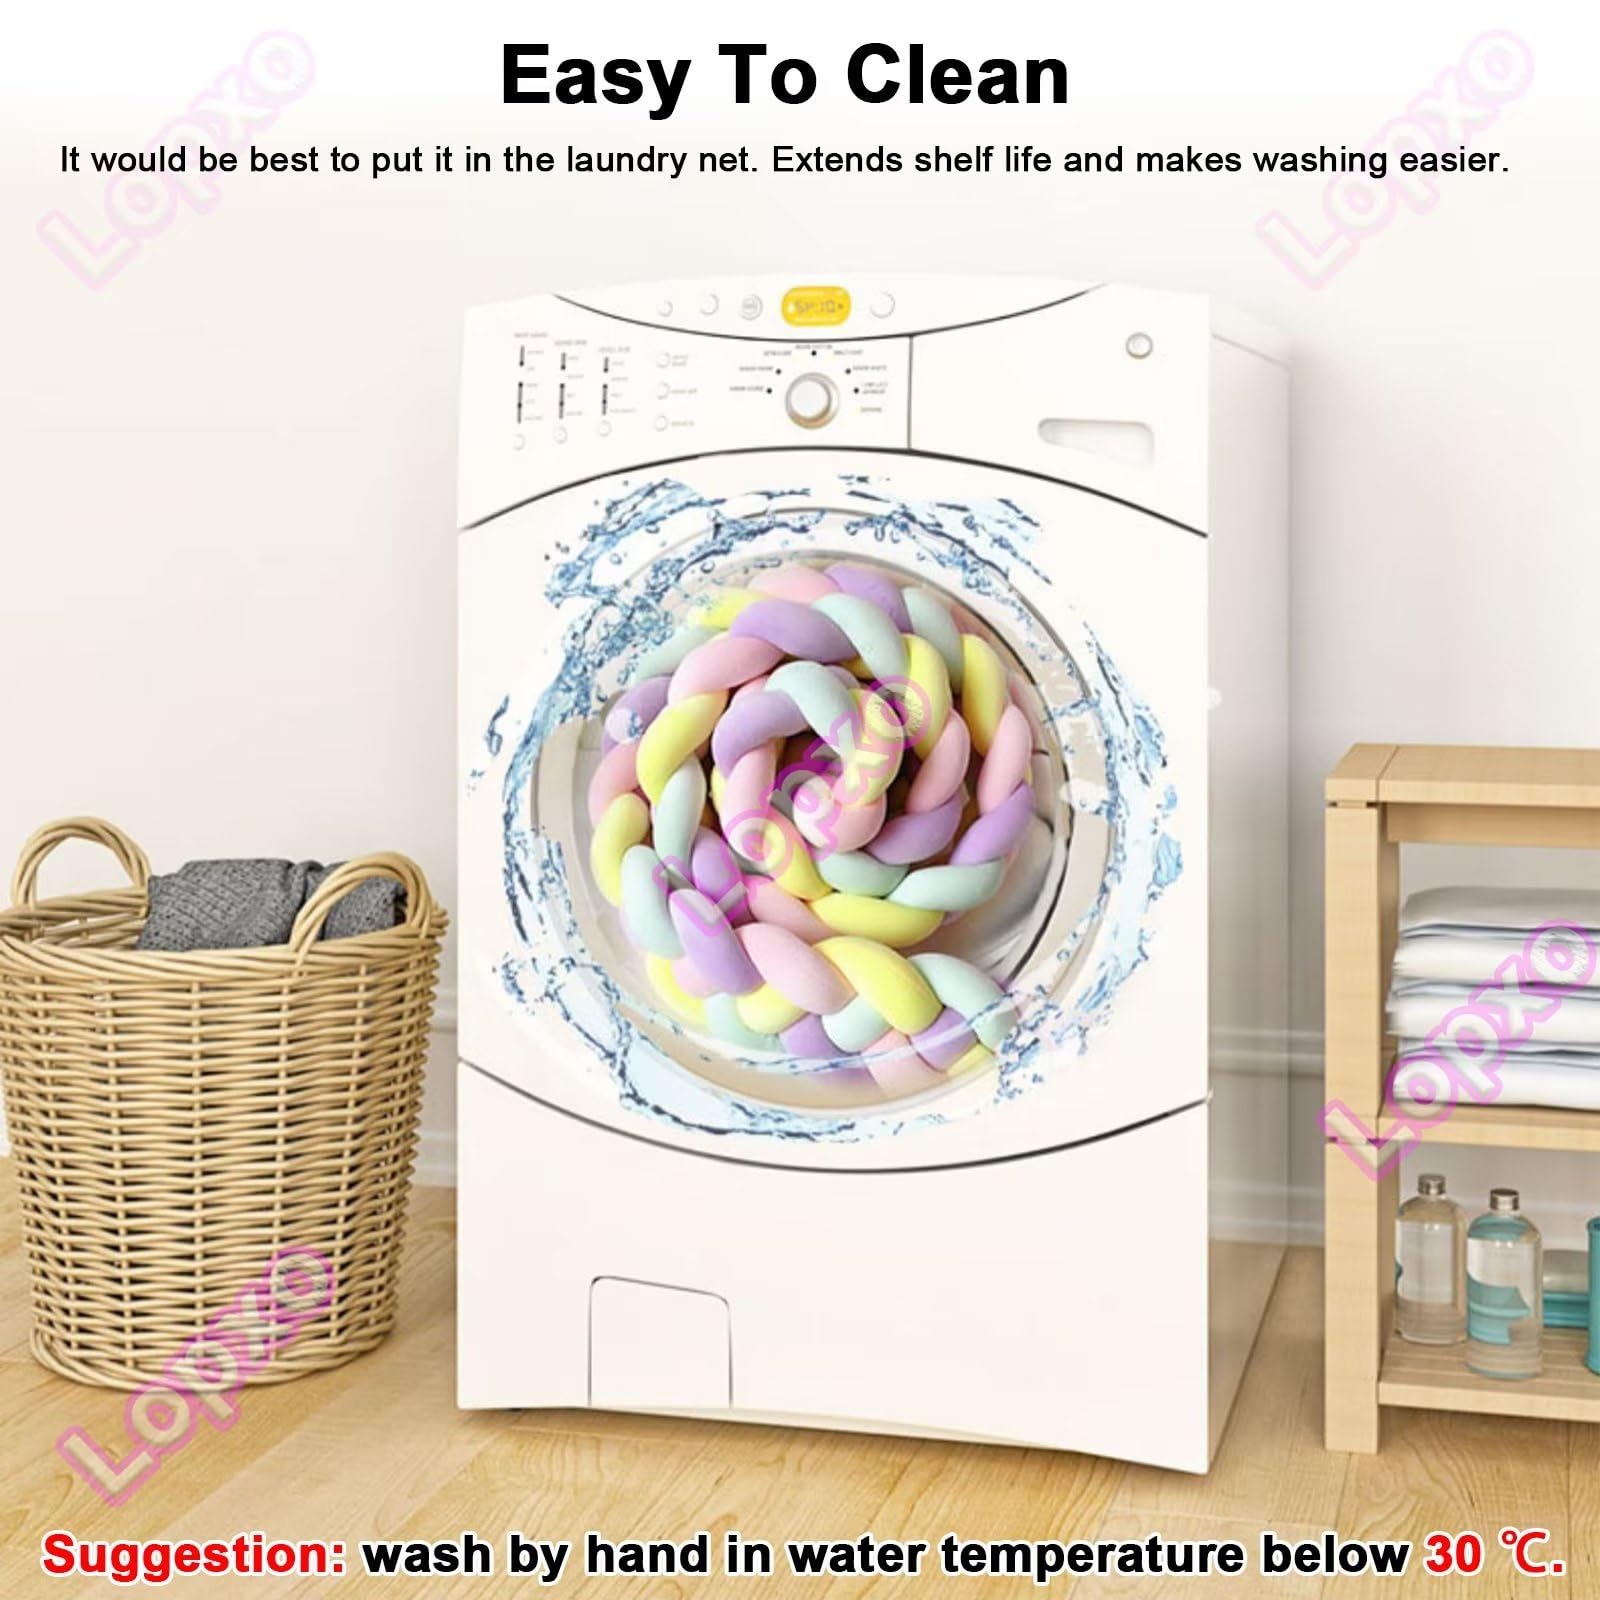 Lopxo
Lopxo
Easy To Clean
It would be best to put it in the laundry net. Extends shelf life and makes washing easier.
Lopxo
Lopxo
Lopxo
Suggestion: wash by hand in water temperature below 30 ℃.